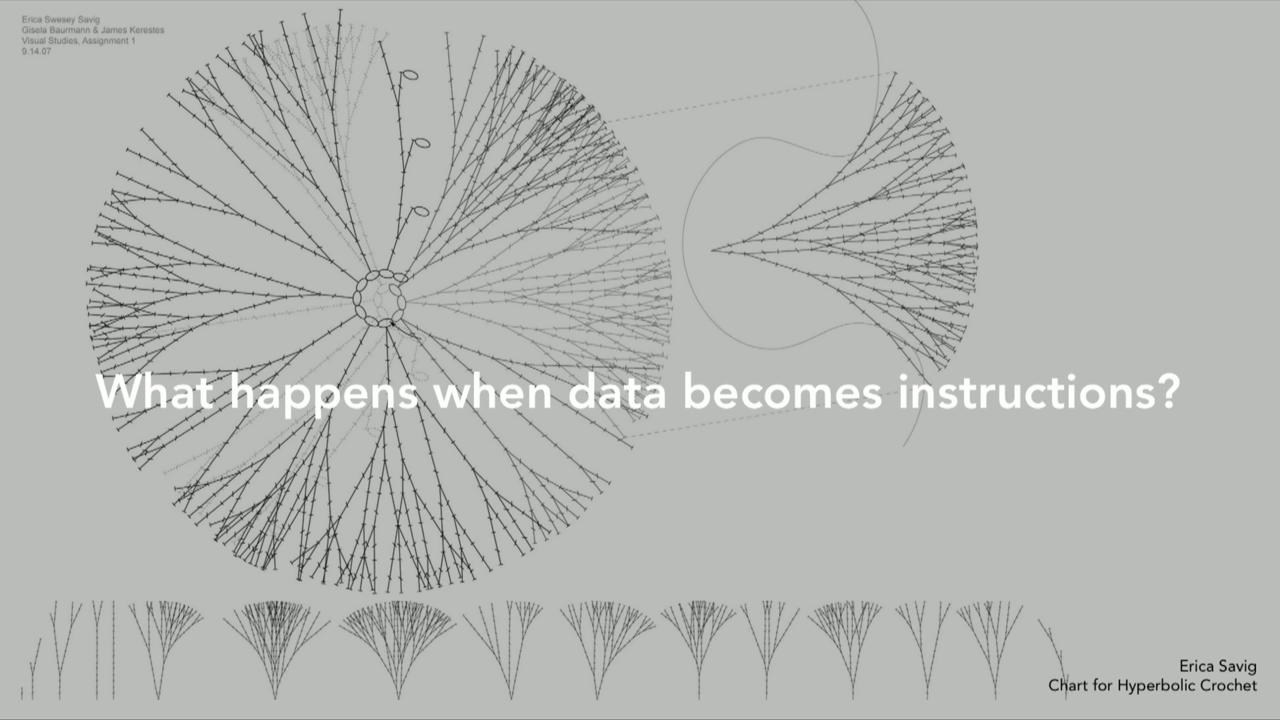 Erica Swesey Savig
Gisela Baurmann & James Kerestes
Visual Studies, Assignment 1
9.14.07
What happens when data becomes instructions?
Erica Savig
Chart for Hyperbolic Crochet